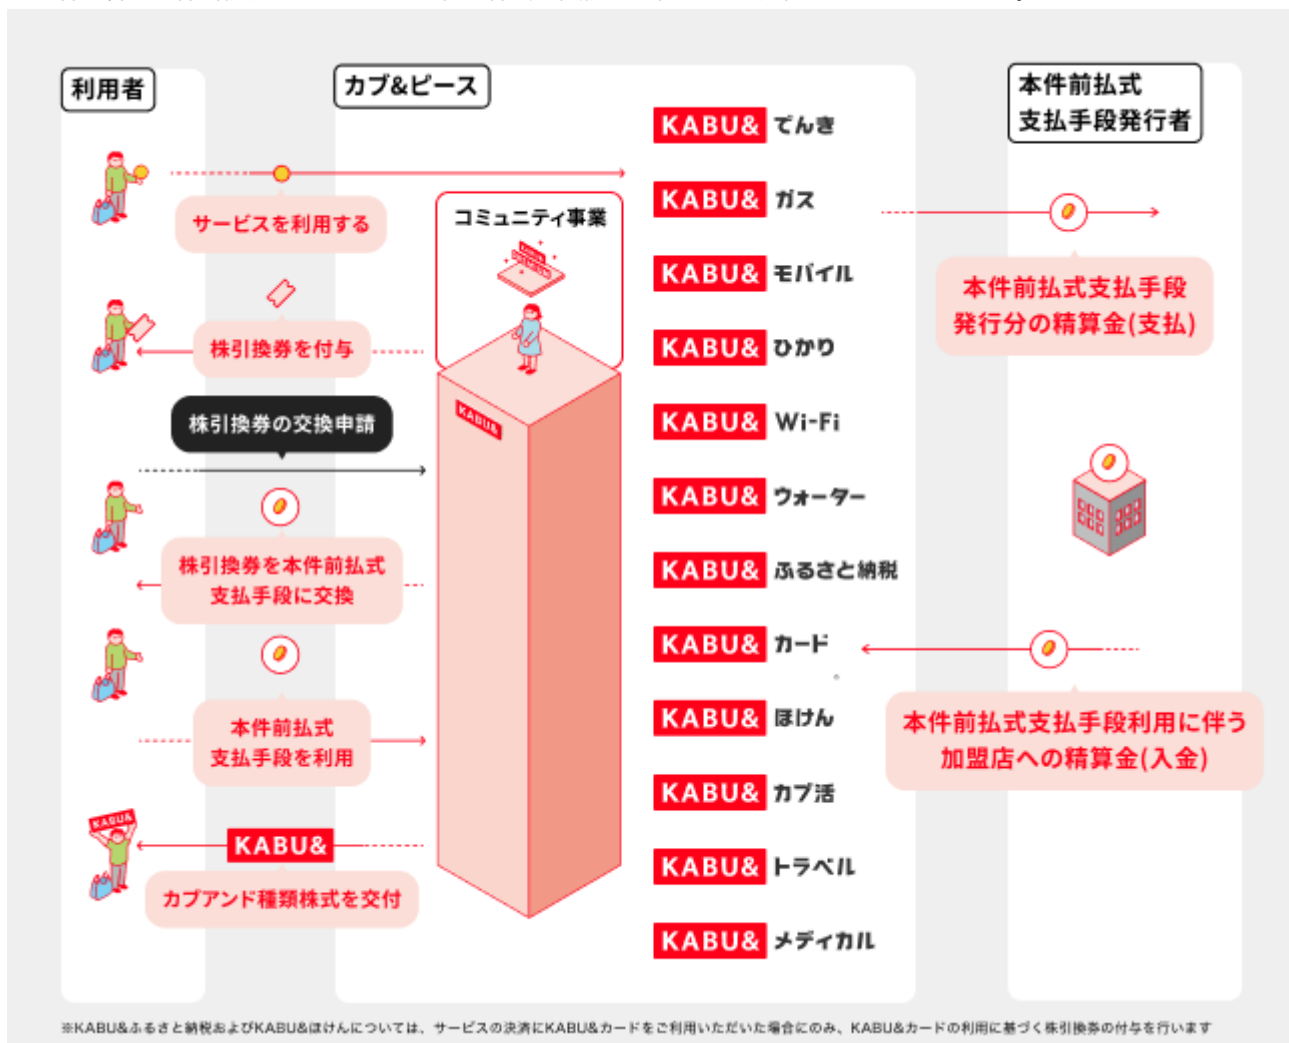 利用者
カブ&ピース
本件前払式
支払手段発行者
サービスを利用する
株引換券を付与
株引換券の交換申請
株引換券を本件前払式
支払手段に交換
本件前払式
支払手段を利用
KABU&
KABU&
カブアンド種類株式を交付
コミュニティ事業
KABU&
KABU& でんき
KABU& ガス
KABU& モバイル
KABU& ひかり
KABU& Wi-Fi
KABU& ウォーター
KABU& ふるさと納税
KABU& カード
KABU& ほけん
KABU& カブ活
KABU& トラベル
KABU& メディカル
本件前払式支払手段
発行分の精算金(支払)
本件前払式支払手段利用に伴う
加盟店への精算金(入金)
※KABU&ふるさと納税およびKABU&ほけんについては、サービスの決済にKABU&カードをご利用いただいた場合にのみ、KABU&カードの利用に基づく株引換券の付与を行います